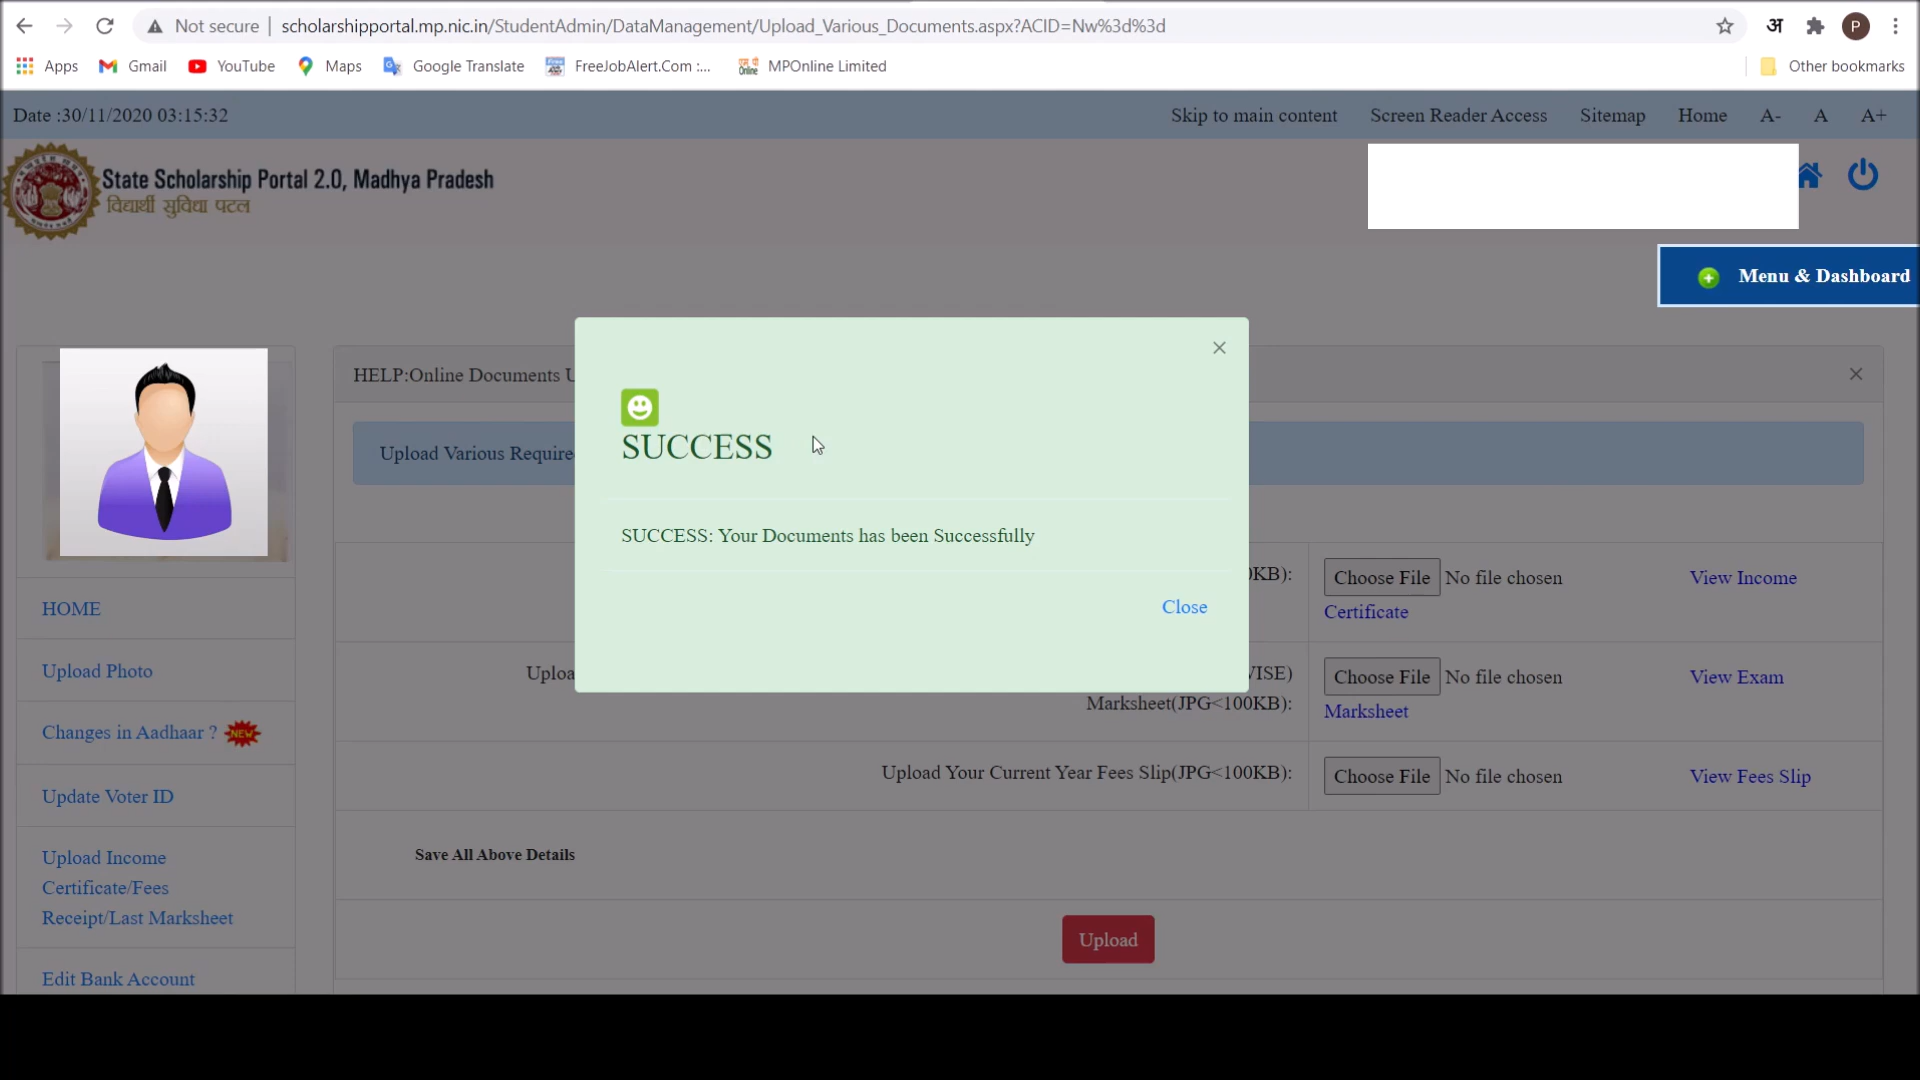 Not secure | scholarshipportal.mp.nic.in/StudentAdmin/DataManagement/Upload_Various_Documents.aspx?ACID=Nw%3d%3d अ P
Apps Gmail YouTube Maps Google Translate FreeJobAlert.Com :... MPOnline Limited Other bookmarks
Date :30/11/2020 03:15:32 Skip to main content Screen Reader Access Sitemap Home A- A A+
State Scholarship Portal 2.0, Madhya Pradesh
विद्यार्थी सुविधा पटल
Menu & Dashboard
HELP:Online Documents U
Upload Various Require
SUCCESS
SUCCESS: Your Documents has been Successfully
Close
HOME
Upload Photo
Changes in Aadhaar ? NEW
Update Voter ID
Upload Income
Certificate/Fees
Receipt/Last Marksheet
Edit Bank Account
KB): Choose File No file chosen View Income
Certificate
Uploa VISE) Choose File No file chosen View Exam
Marksheet(JPG<100KB): Marksheet
Upload Your Current Year Fees Slip(JPG<100KB): Choose File No file chosen View Fees Slip
Save All Above Details
Upload